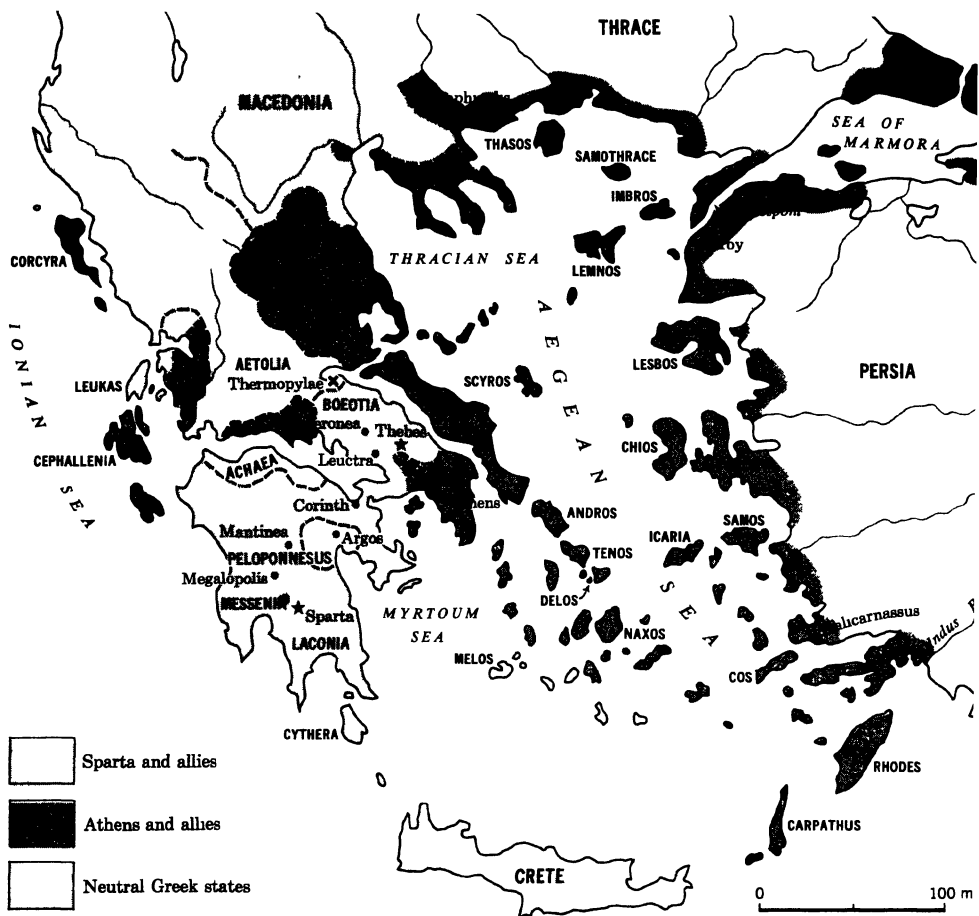 THRACE
MACEDONIA
SEA OF
MARMORA
THASOS
SAMOTHRACE
IMBROS
CORCYRA
THRACIAN SEA
LEMNOS
IONIAN SEA
AEGEAN SEA
AETOLIA
LEUKAS
Thermopylae
SCYROS
LESBOS
PERSIA
BOEOTIA
Thebes
CEPHALLENIA
Leuctra
CHIOS
ACHAEA
Corinth
ANDROS
Mantinea
Argos
ICARIA
SAMOS
PELOPONNESUS
TENOS
Megalopolis
DELOS
MESSENIA
Sparta
MYRTOUM
SEA
NAXOS
LACONIA
MELOS
COS
Indus
CYTHERA
Sparta and allies
RHODES
Athens and allies
CARPATHUS
CRETE
Neutral Greek states
0 100 m